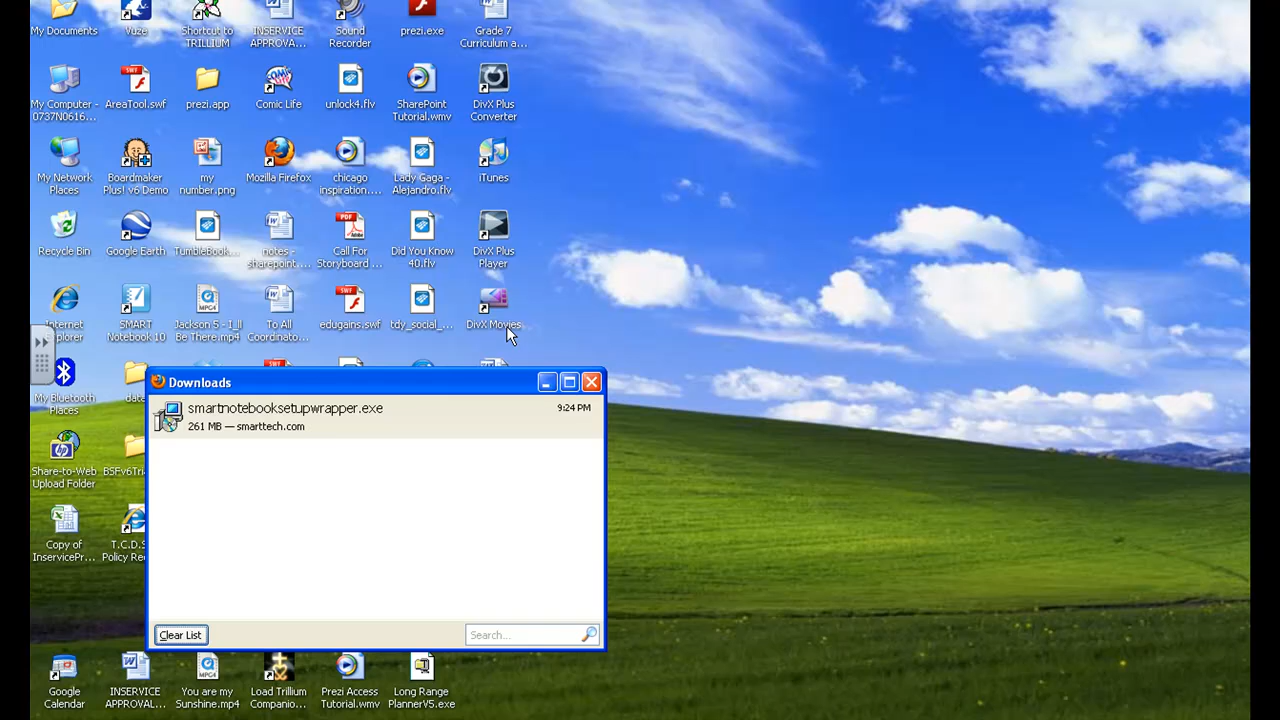 My Documents
Vuze
Shortcut to
TRILLIUM
INSERVICE
APPROVA...
Sound
Recorder
prezi.exe
Grade 7
Curriculum a...
My Computer -
0737N0616...
AreaTool.swf
prezi.app
Comic Life
unlock4.flv
SharePoint
Tutorial.wmv
DivX Plus
Converter
My Network
Places
Boardmaker
Plus! v6 Demo
my
number.png
Mozilla Firefox
chicago
inspiration....
Lady Gaga -
Alejandro.flv
iTunes
Recycle Bin
Google Earth
TumbleBook...
notes -
sharepoint....
Call For
Storyboard ...
Did You Know
40.flv
DivX Plus
Player
Internet
Explorer
SMART
Notebook 10
Jackson 5 - I_ll
Be There.mp4
To All
Coordinato...
edugains.swf
tdy_social_...
DivX Movies
My Bluetooth
Places
dat
Downloads
smartnotebooksetupwrapper.exe
9:24 PM
261 MB — smarttech.com
Share-to-Web
Upload Folder
BSFv6Tri
Copy of
InservicePr...
T.C.D.S
Policy Re
Clear List
Search...
Google
Calendar
INSERVICE
APPROVAL...
You are my
Sunshine.mp4
Load Trillium
Companio...
Prezi Access
Tutorial.wmv
Long Range
PlannerV5.exe